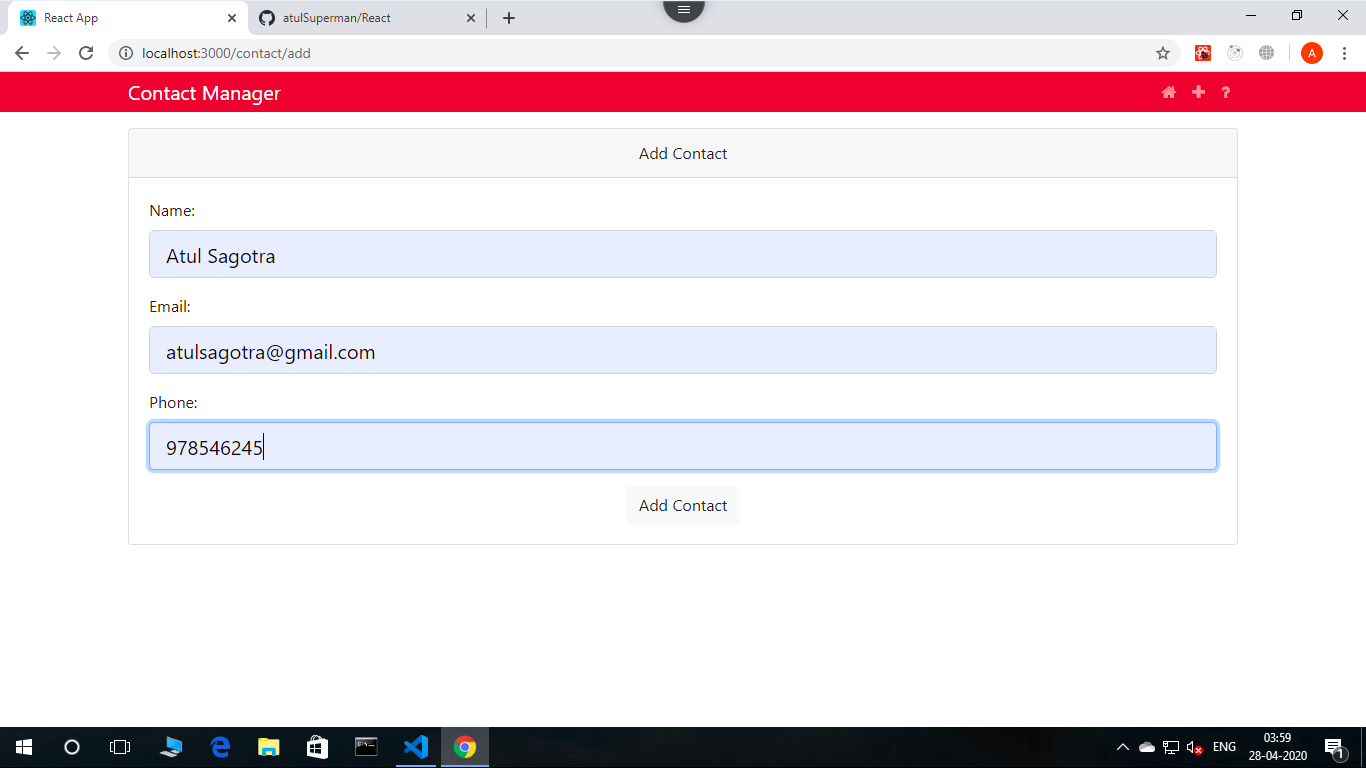 React App
atulSuperman/React
localhost:3000/contact/add
A
Contact Manager
?
Add Contact
Name:
Atul Sagotra
Email:
atulsagotra@gmail.com
Phone:
978546245
Add Contact
ENG
03:59
28-04-2020
1